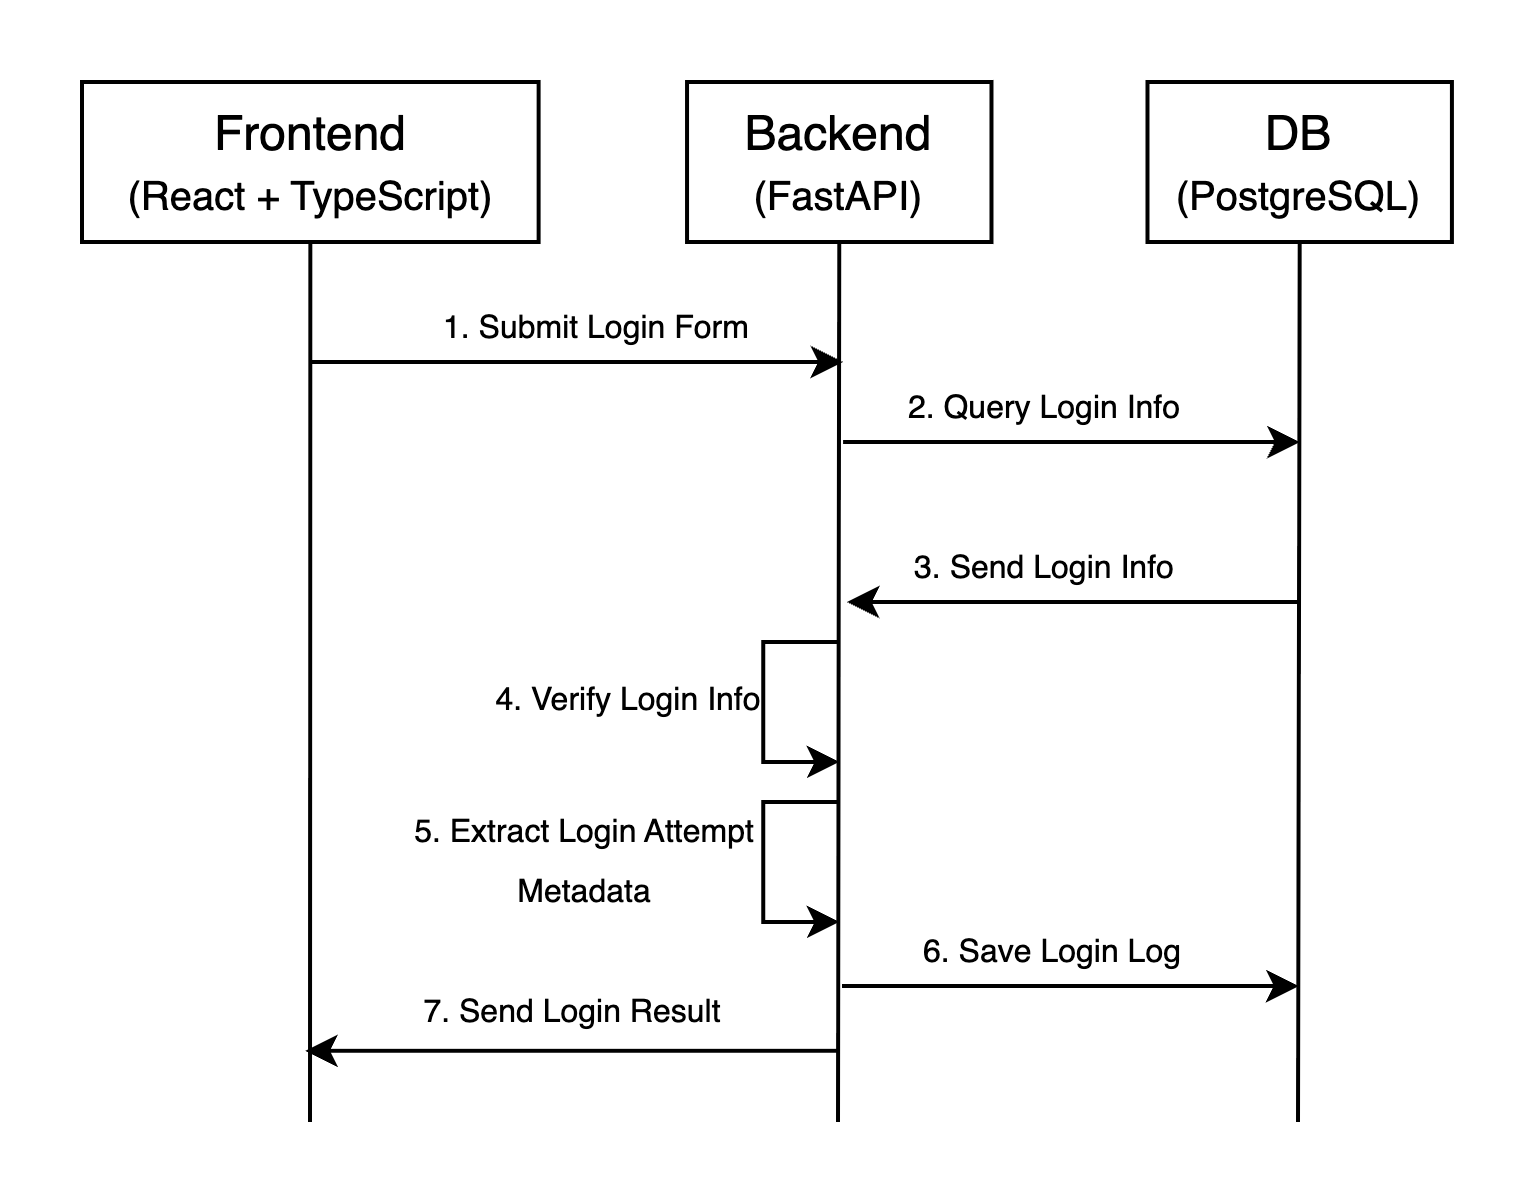 Frontend
(React + TypeScript)
Backend
(FastAPI)
DB
(PostgreSQL)
1. Submit Login Form
2. Query Login Info
3. Send Login Info
4. Verify Login Info
5. Extract Login Attempt
Metadata
6. Save Login Log
7. Send Login Result